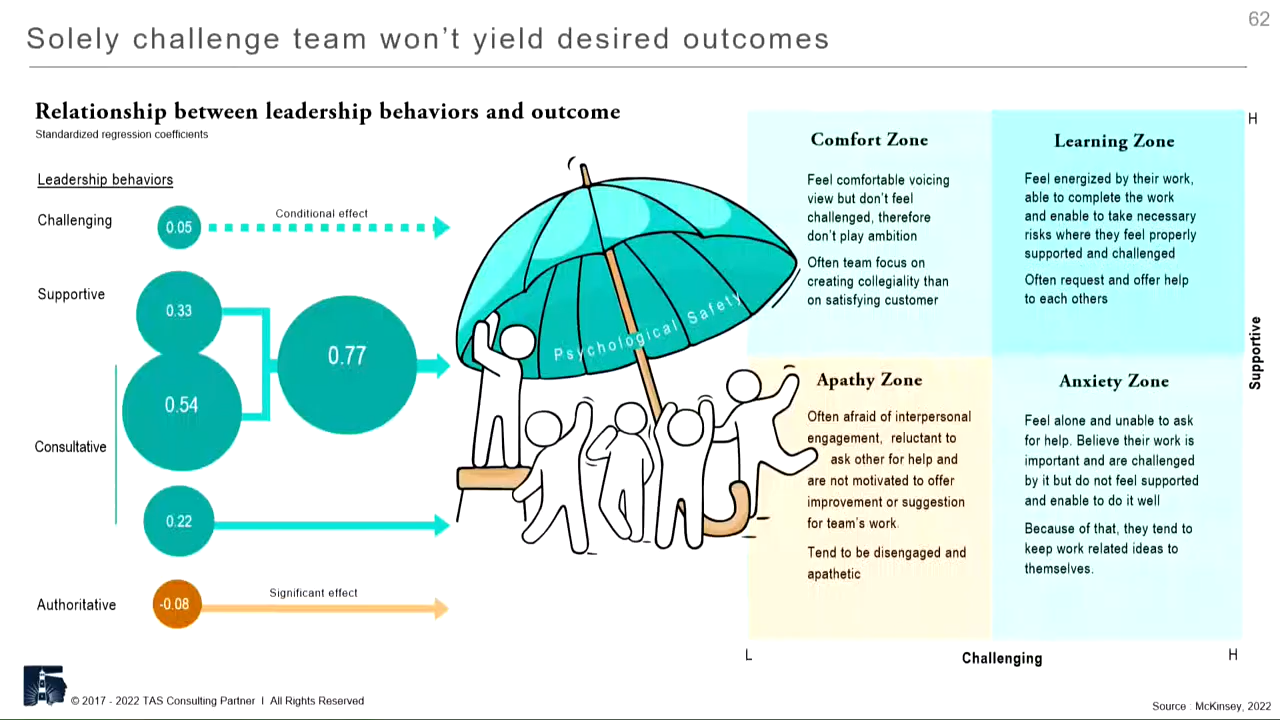 62
Solely challenge team won't yield desired outcomes
Relationship between leadership behaviors and outcome
Standardized regression coefficients
Leadership behaviors
Challenging
0.05
Conditional effect
Supportive
0.33
0.77
0.54
Consultative
0.22
Authoritative
-0.08
Significant effect
Psychological Safety
Comfort Zone
Feel comfortable voicing
view but don't feel
challenged, therefore
don't play ambition
Often team focus on
creating collegiality than
on satisfying customer
Learning Zone
Feel energized by their work,
able to complete the work
and enable to take necessary
risks where they feel properly
supported and challenged
Often request and offer help
to each others
Apathy Zone
Often afraid of interpersonal
engagement, reluctant to
ask other for help and
are not motivated to offer
improvement or suggestion
for team's work.
Tend to be disengaged and
apathetic
Anxiety Zone
Feel alone and unable to ask
for help. Believe their work is
important and are challenged
by it but do not feel supported
and enable to do it well
Because of that, they tend to
keep work related ideas to
themselves.
H
Supportive
L
Challenging
H
© 2017 - 2022 TAS Consulting Partner I All Rights Reserved
Source : McKinsey, 2022